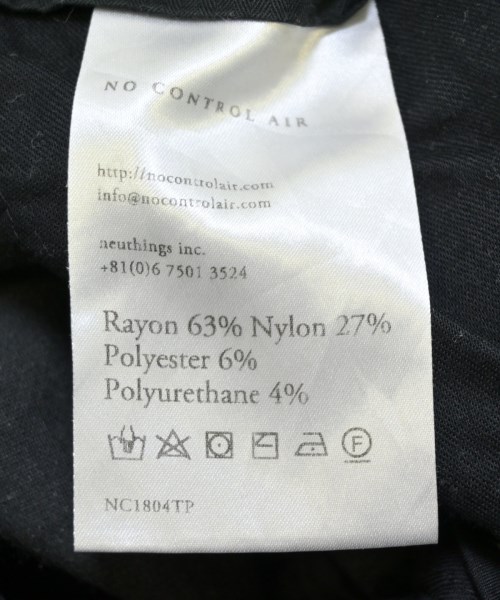 NO CONTROL AIR
http://nocontrolair.com
info@nocontrolair.com
neuthings inc.
+81(0)6 7501 3524
Rayon 63% Nylon 27%
Polyester 6%
Polyurethane 4%
F
NC1804TP